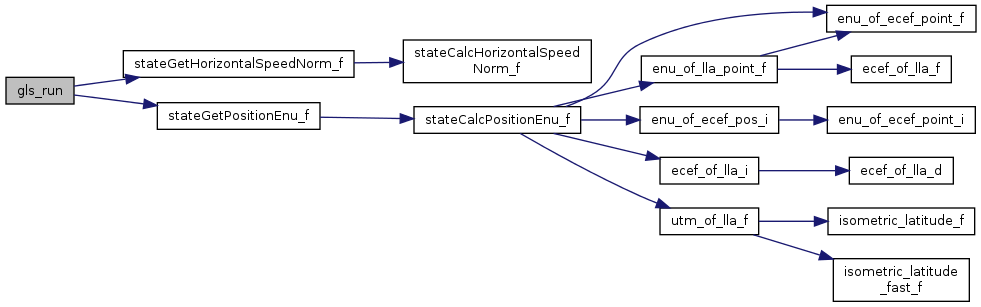 gls_run
stateGetHorizontalSpeedNorm_f
stateGetPositionEnu_f
stateCalcHorizontalSpeed
Norm_f
stateCalcPositionEnu_f
enu_of_lla_point_f
enu_of_ecef_pos_i
ecef_of_lla_i
utm_of_lla_f
enu_of_ecef_point_f
ecef_of_lla_f
enu_of_ecef_point_i
ecef_of_lla_d
isometric_latitude_f
isometric_latitude
_fast_f